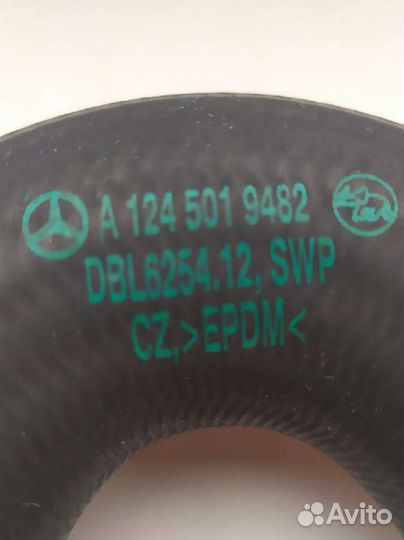 A 124 501 9482
DBL6254.12, SWP
CZ,>EPDM<
Avito